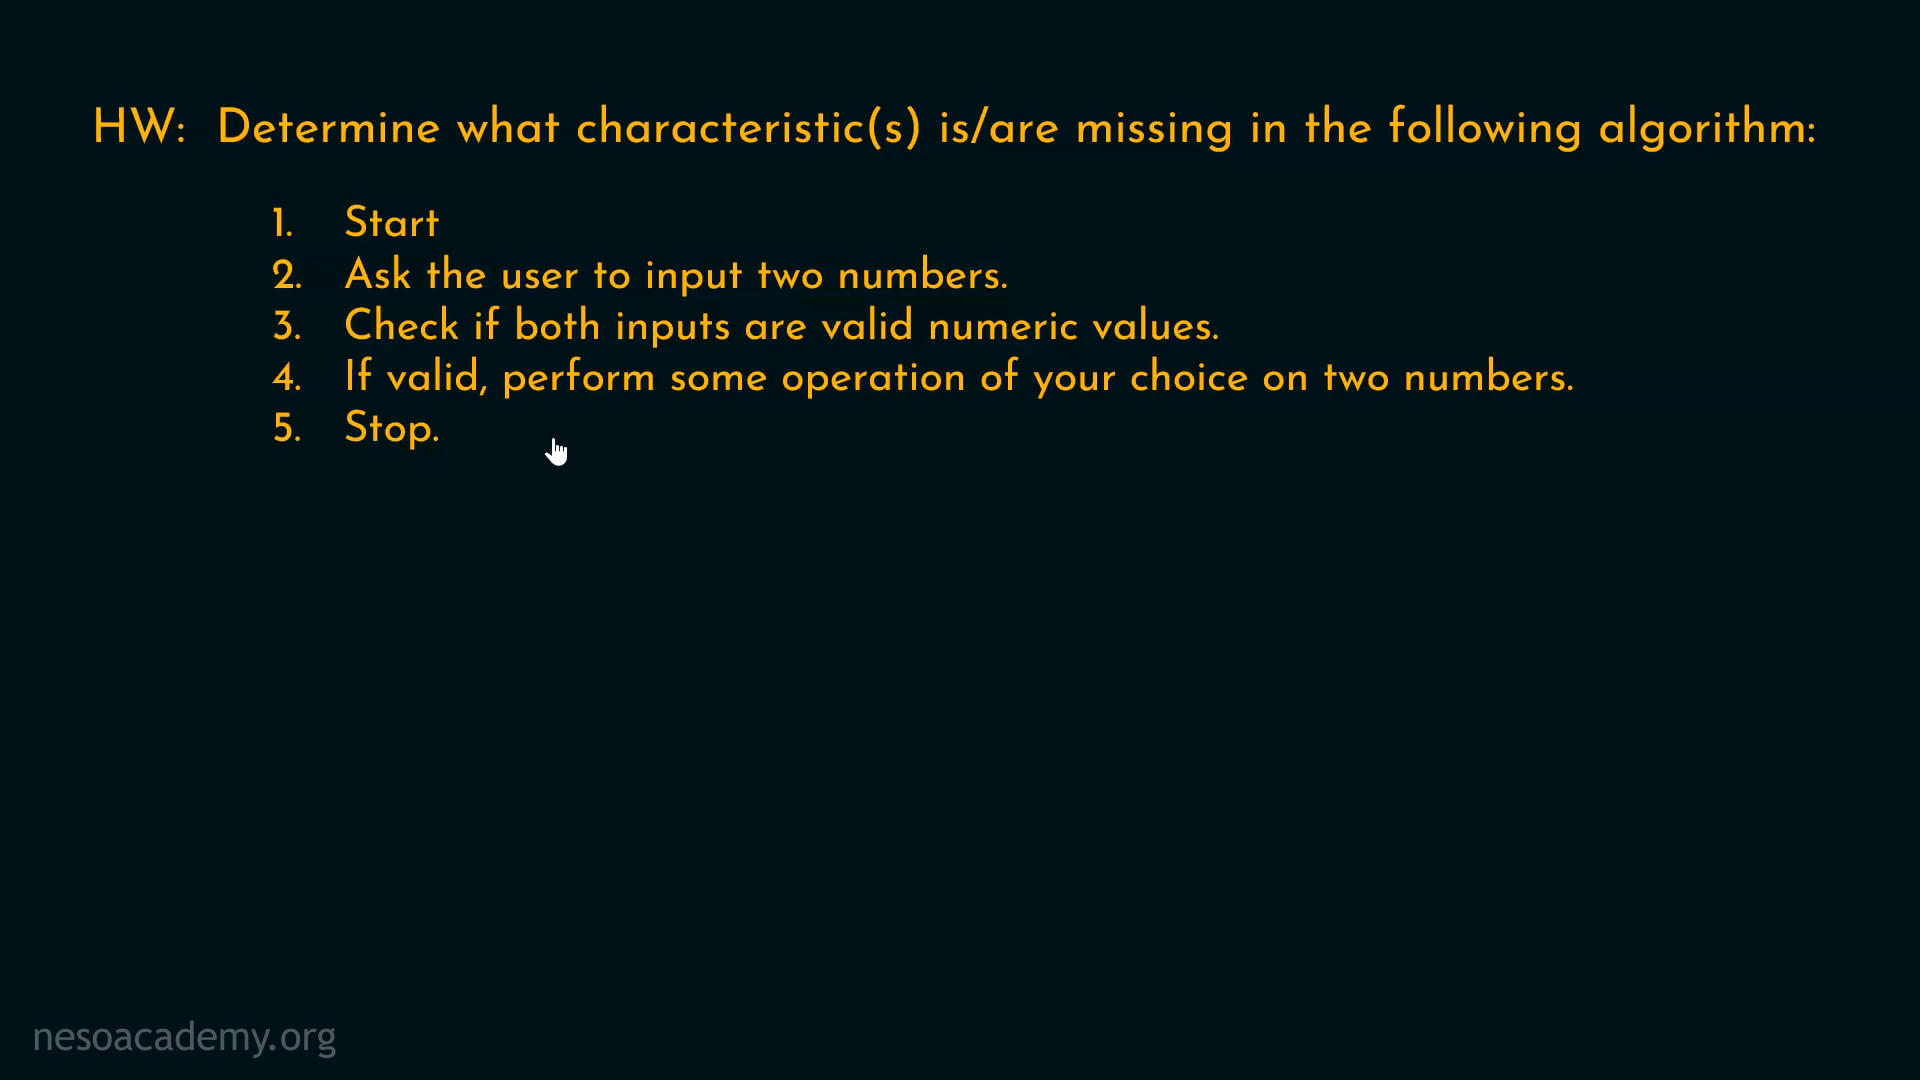 HW: Determine what characteristic(s) is/are missing in the following algorithm:
1. Start
2. Ask the user to input two numbers.
3. Check if both inputs are valid numeric values.
4. If valid, perform some operation of your choice on two numbers.
5. Stop.
nesoacademy.org